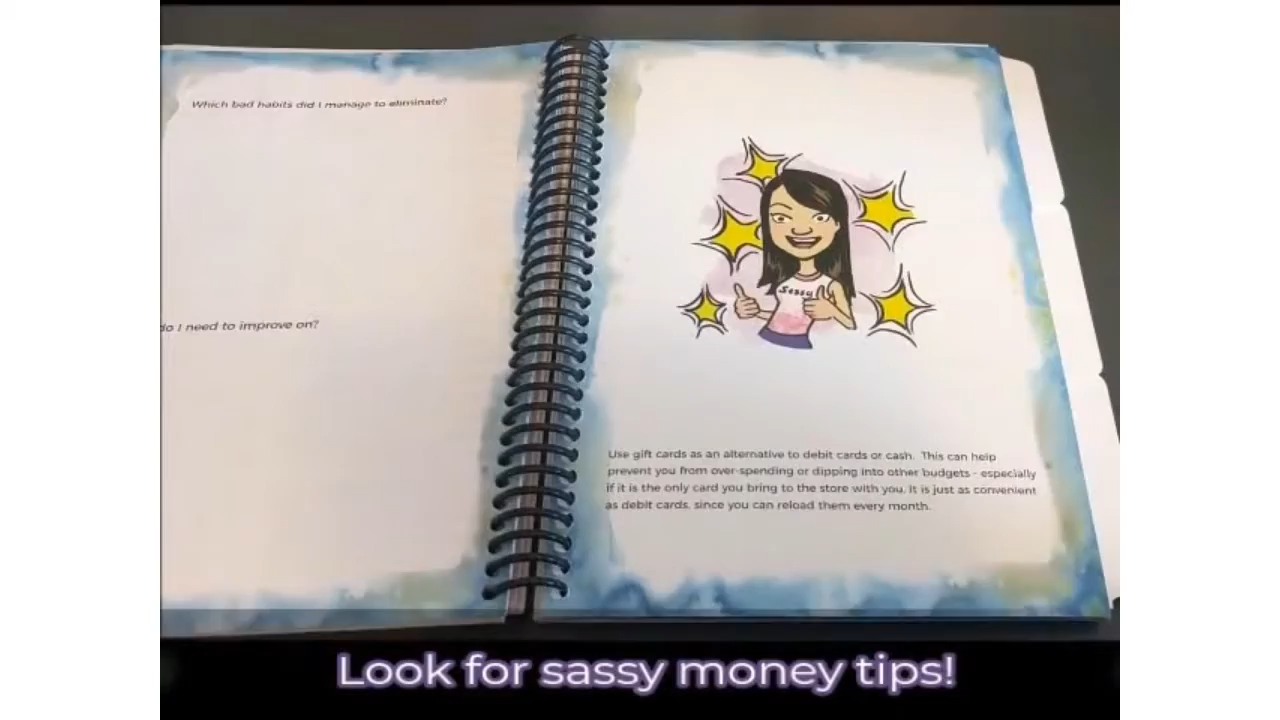 Which bad habits did I manage to eliminate?
do I need to improve on?
Sassy
Use gift cards as an alternative to debit cards or cash. This can help
prevent you from over-spending or dipping into other budgets - especially
if it is the only card you bring to the store with you. It is just as convenient
as debit cards, since you can reload them every month.
Look for sassy money tips!